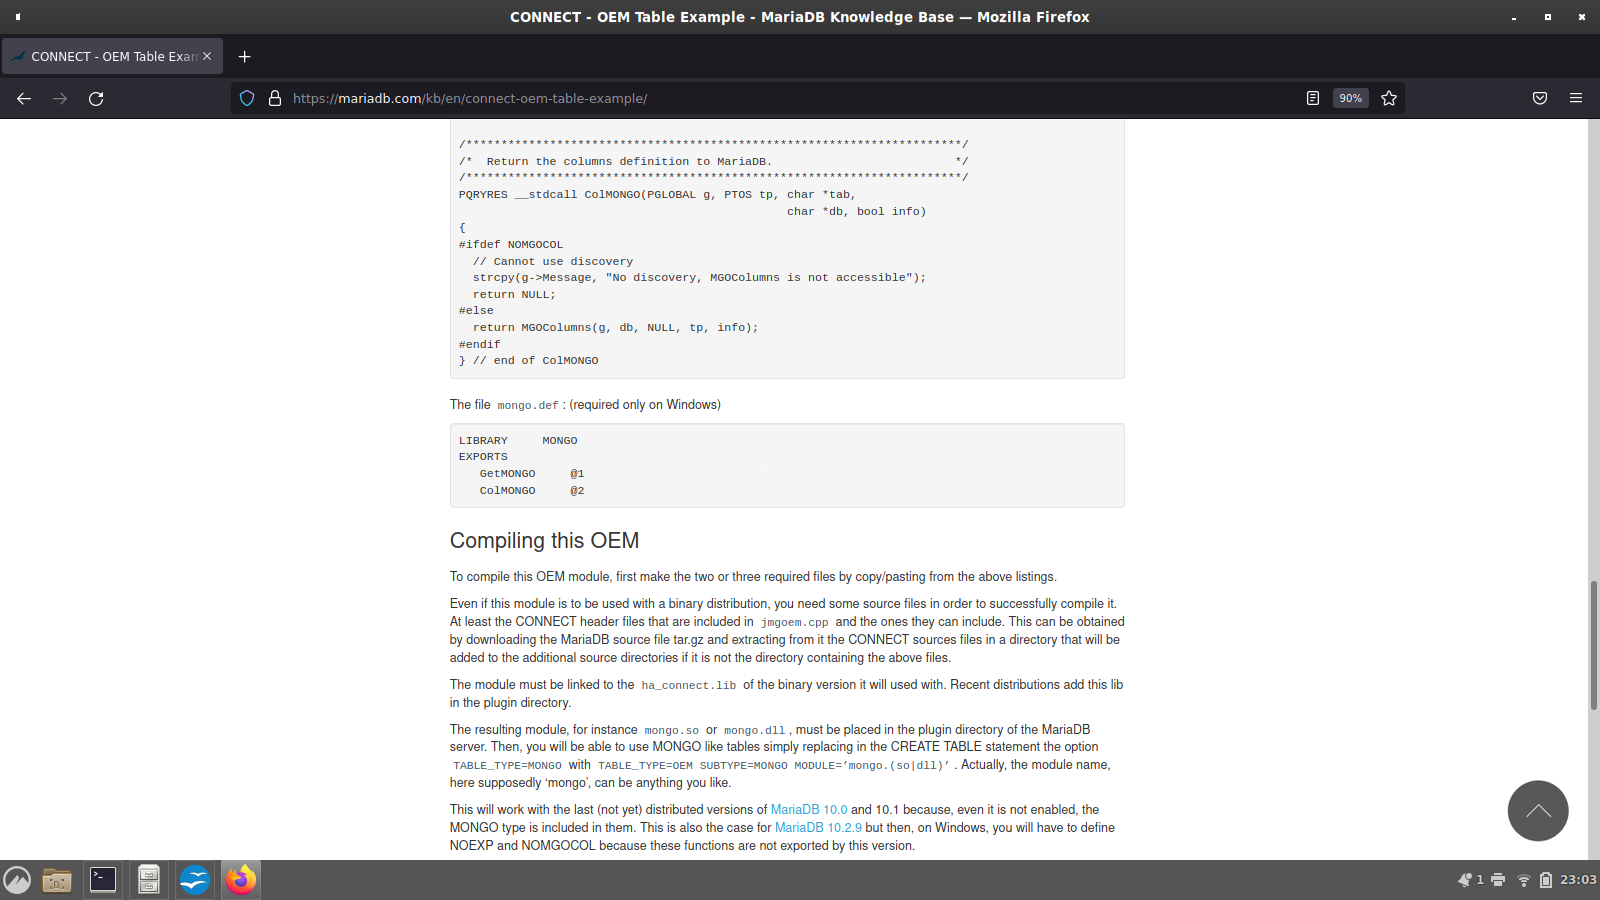 CONNECT - OEM Table Example - MariaDB Knowledge Base — Mozilla Firefox
CONNECT - OEM Table Exam
https://mariadb.com/kb/en/connect-oem-table-example/
90%
/***********************************************************************/
/*  Return the columns definition to MariaDB.                          */
/***********************************************************************/
PQRYRES __stdcall ColMONGO(PGLOBAL g, PTOS tp, char *tab,
                                               char *db, bool info)
{
#ifdef NOMGOCOL
  // Cannot use discovery
  strcpy(g->Message, "No discovery, MGOColumns is not accessible");
  return NULL;
#else
  return MGOColumns(g, db, NULL, tp, info);
#endif
} // end of ColMONGO
The file mongo.def : (required only on Windows)
LIBRARY     MONGO
EXPORTS
   GetMONGO     @1
   ColMONGO     @2
Compiling this OEM
To compile this OEM module, first make the two or three required files by copy/pasting from the above listings.
Even if this module is to be used with a binary distribution, you need some source files in order to successfully compile it.
At least the CONNECT header files that are included in jmgoem.cpp and the ones they can include. This can be obtained
by downloading the MariaDB source file tar.gz and extracting from it the CONNECT sources files in a directory that will be
added to the additional source directories if it is not the directory containing the above files.
The module must be linked to the ha_connect.lib of the binary version it will used with. Recent distributions add this lib
in the plugin directory.
The resulting module, for instance mongo.so or mongo.dll , must be placed in the plugin directory of the MariaDB
server. Then, you will be able to use MONGO like tables simply replacing in the CREATE TABLE statement the option
TABLE_TYPE=MONGO with TABLE_TYPE=OEM SUBTYPE=MONGO MODULE=’mongo.(so|dll)’ . Actually, the module name,
here supposedly ‘mongo’, can be anything you like.
This will work with the last (not yet) distributed versions of MariaDB 10.0 and 10.1 because, even it is not enabled, the
MONGO type is included in them. This is also the case for MariaDB 10.2.9 but then, on Windows, you will have to define
NOEXP and NOMGOCOL because these functions are not exported by this version.
1
23:03